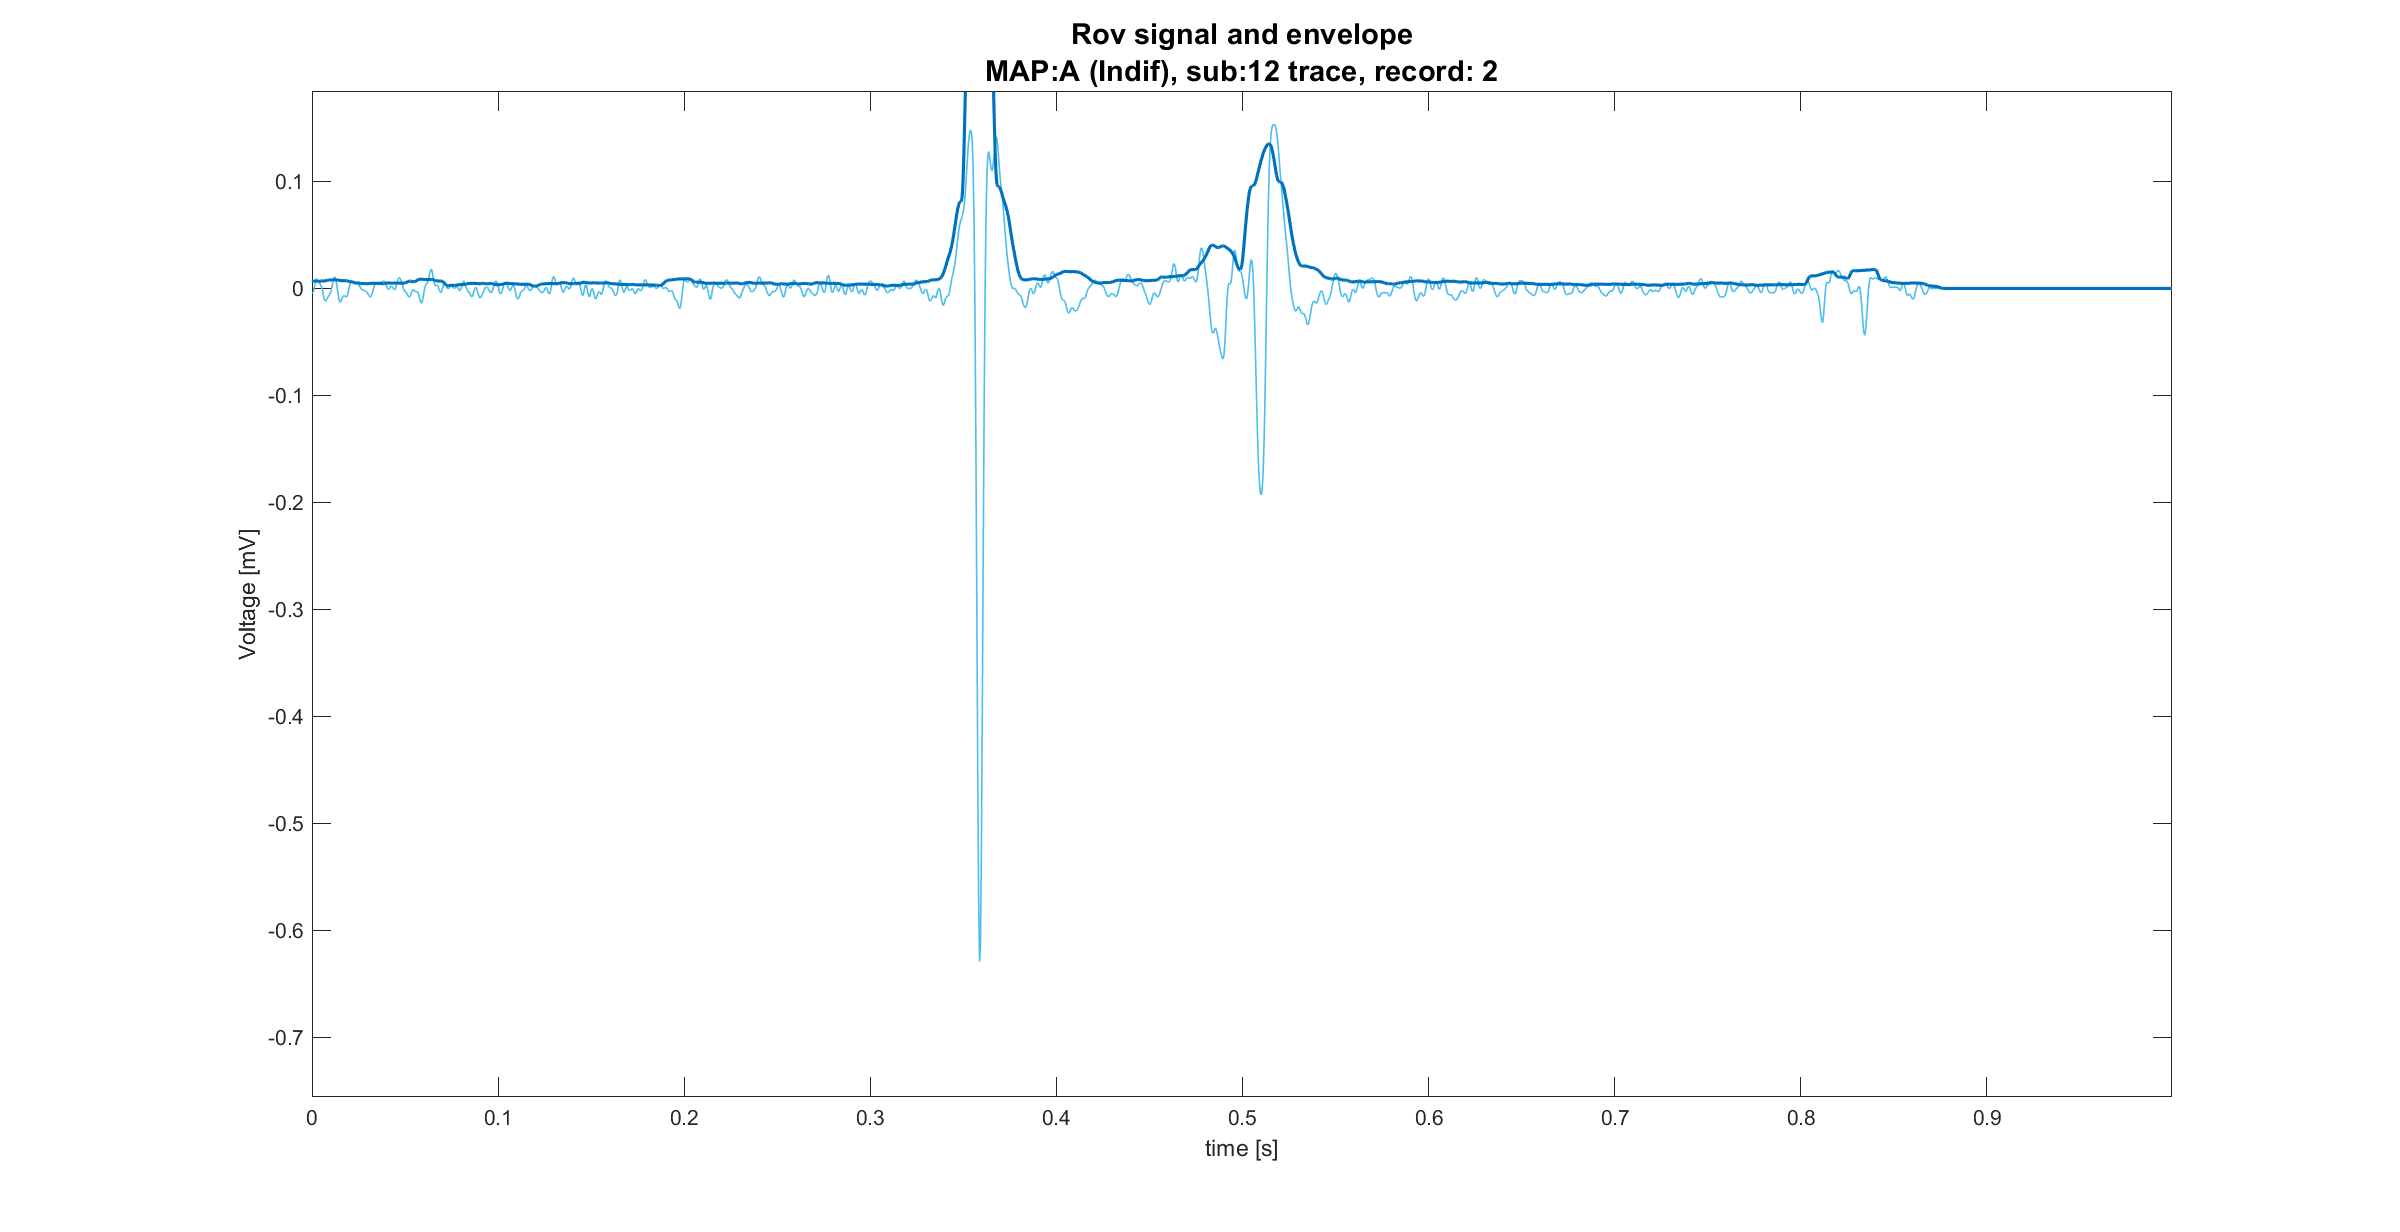 Rov signal and envelope
MAP:A (Indif), sub:12 trace, record: 2
Voltage [mV]
0.1
0
-0.1
-0.2
-0.3
-0.4
-0.5
-0.6
-0.7
0 0.1 0.2 0.3 0.4 0.5 0.6 0.7 0.8 0.9
time [s]